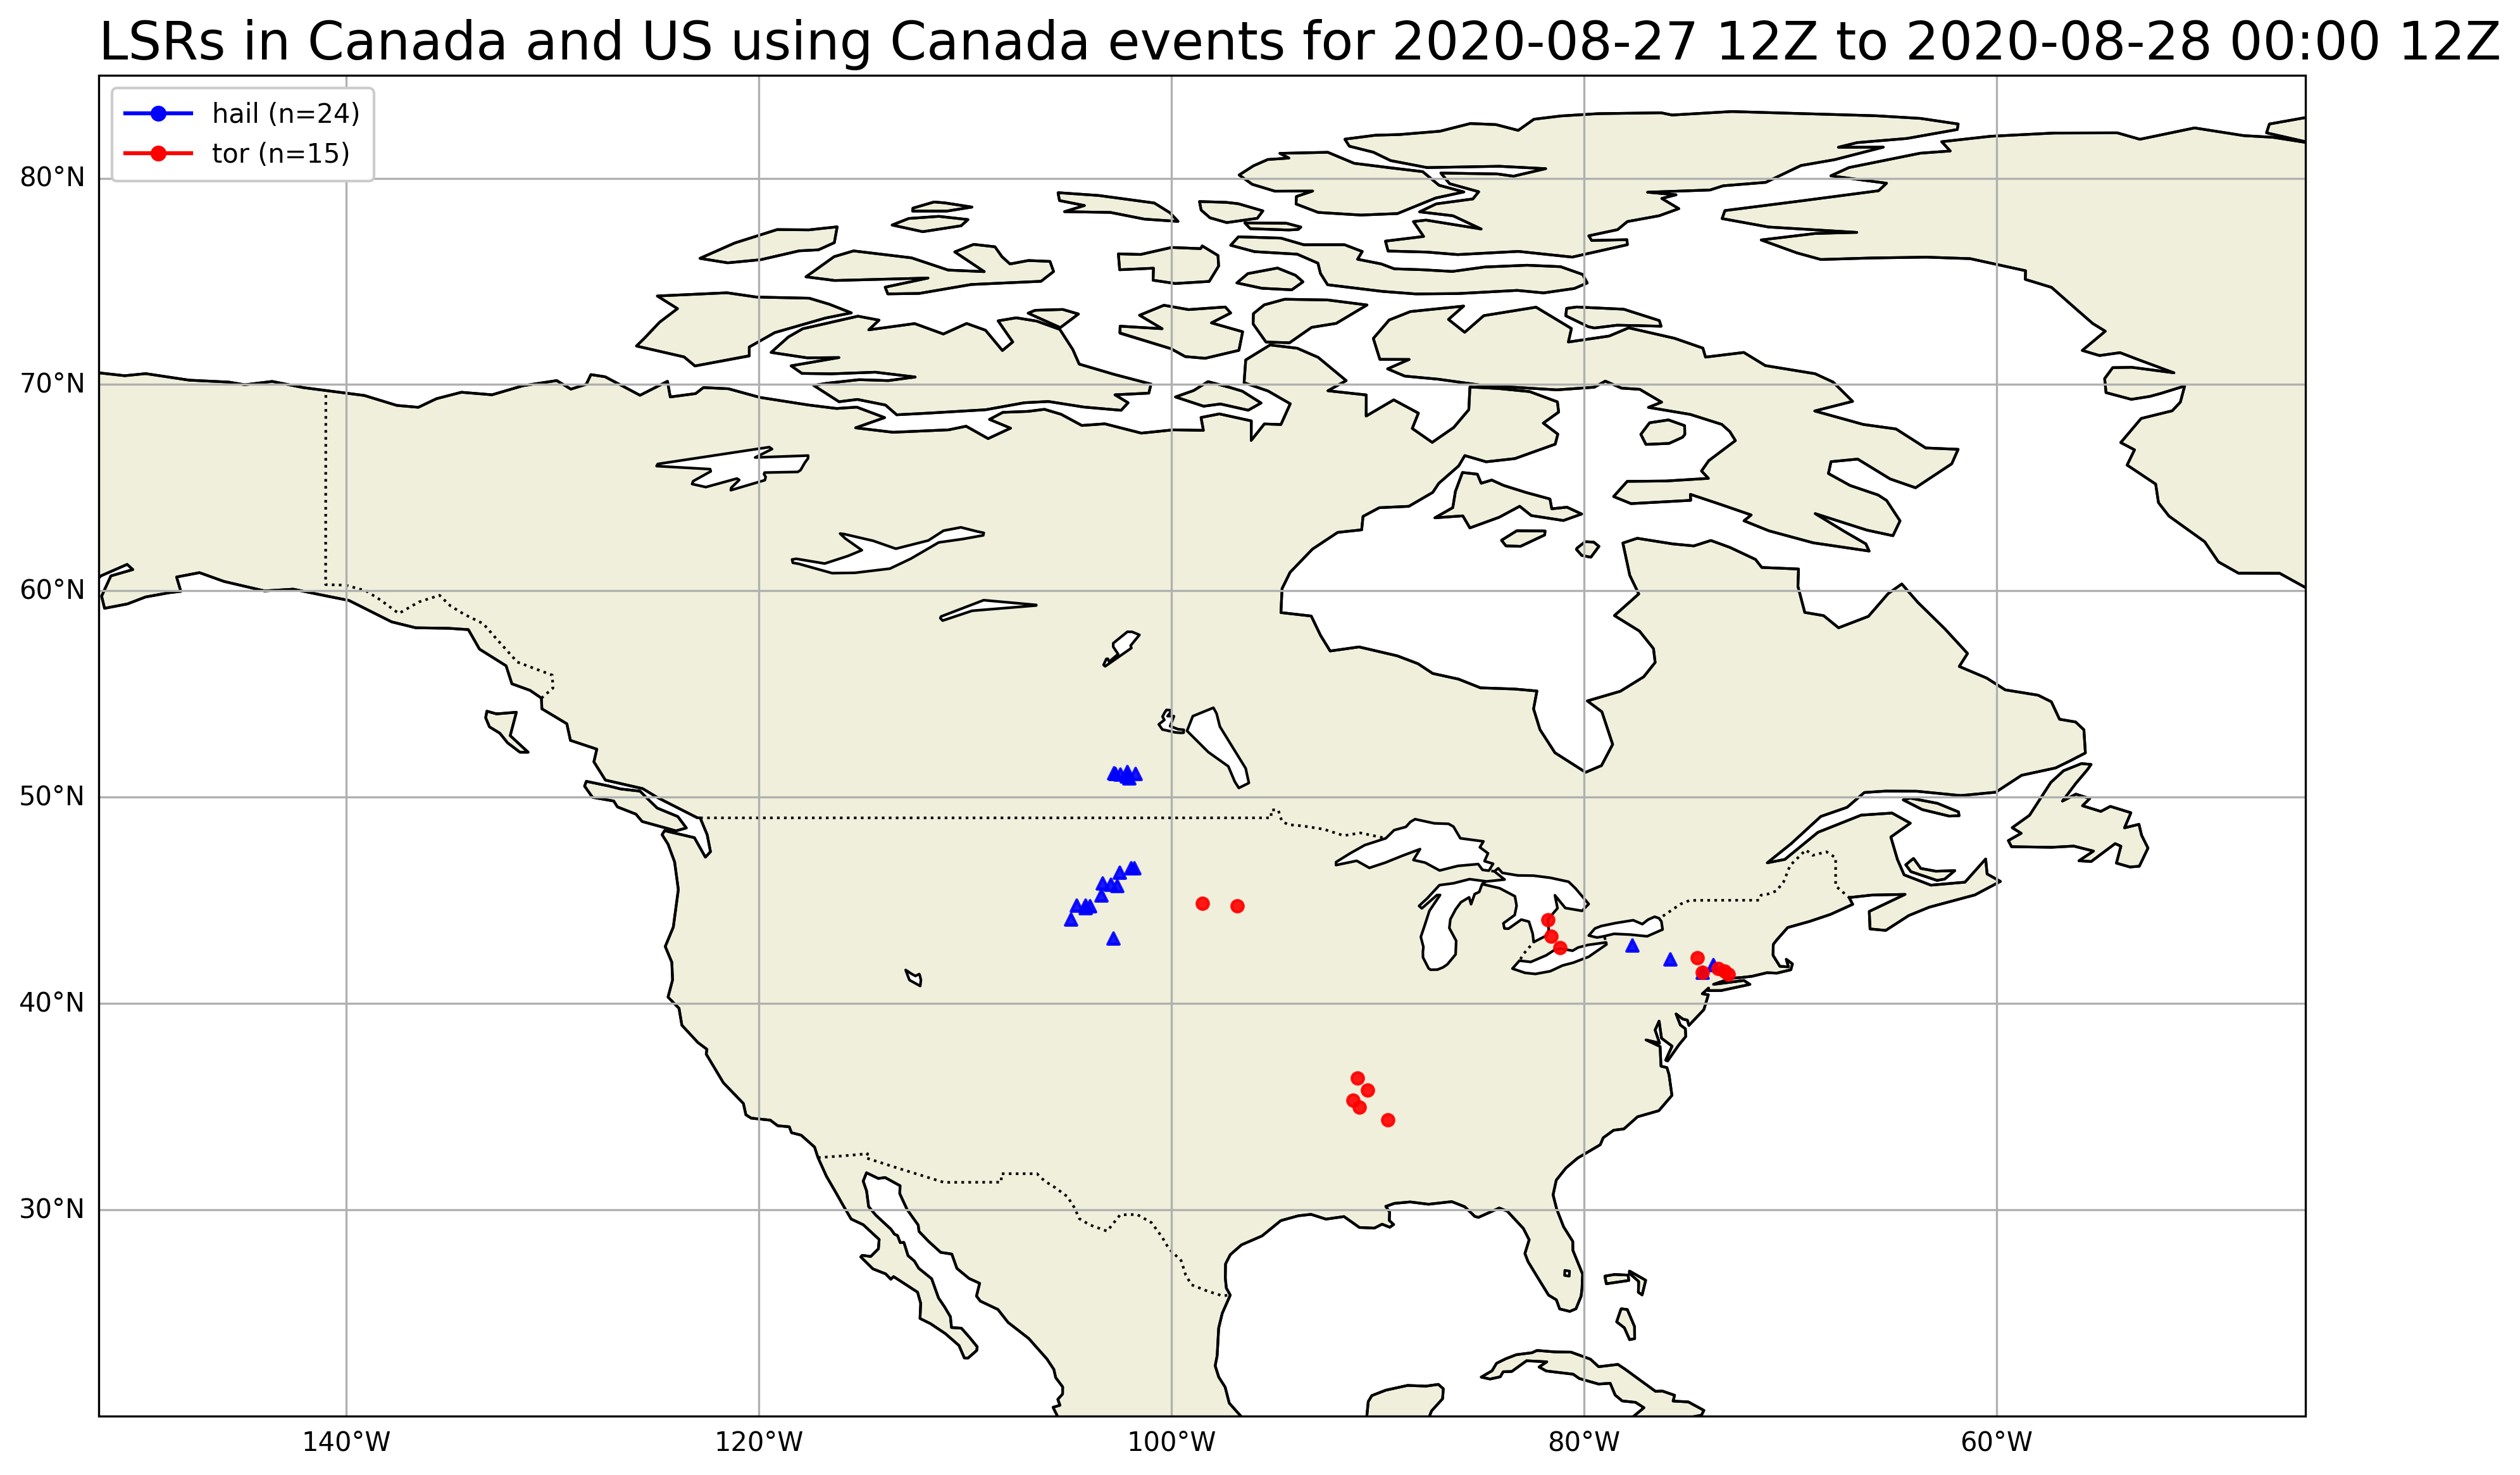 LSRs in Canada and US using Canada events for 2020-08-27 12Z to 2020-08-28 00:00 12Z
hail (n=24)
tor (n=15)
80°N
70°N
60°N
50°N
40°N
30°N
140°W
120°W
100°W
80°W
60°W